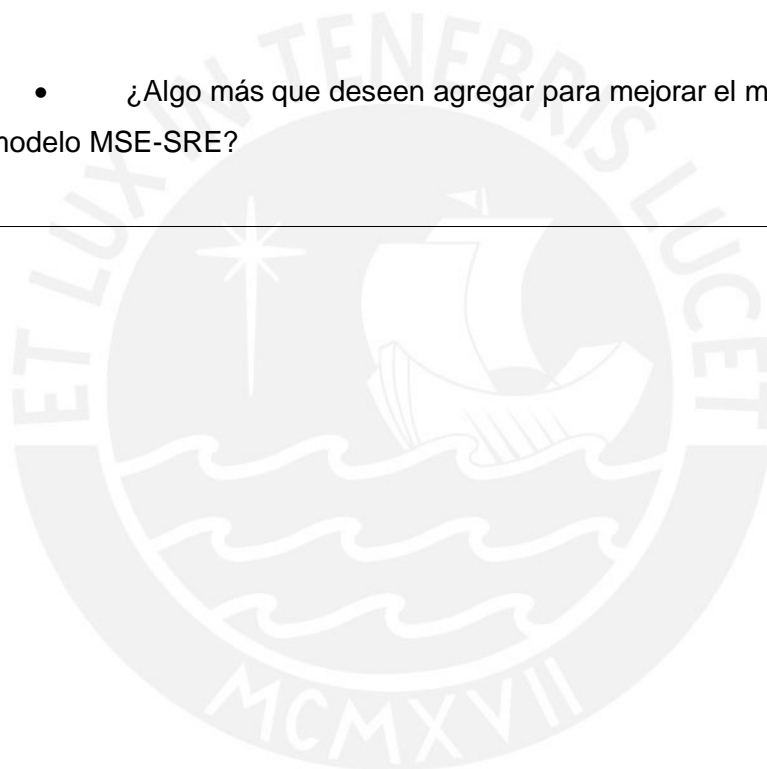 • ¿Algo más que deseen agregar para mejorar el m
modelo MSE-SRE?
ET LUX IN TENEBRIS LUCET
MCMXVII